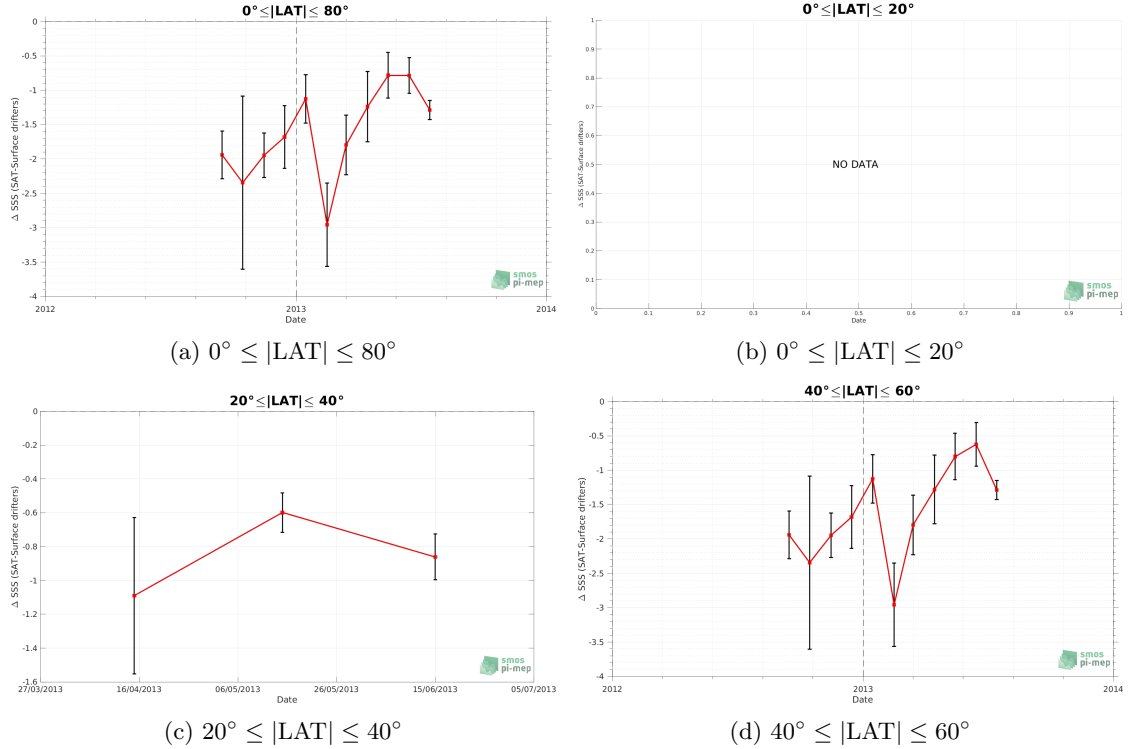 0°≤|LAT|≤ 80°
0
-0.5
-1
-1.5
-2
-2.5
-3
-3.5
-4
Δ SSS (SAT-Surface drifters)
2012
2013
2014
Date
smos
pi-mep
(a) 0° ≤ |LAT| ≤ 80°
0°≤|LAT|≤ 20°
1
0.9
0.8
0.7
0.6
0.5
0.4
0.3
0.2
0.1
0
Δ SSS (SAT-Surface drifters)
NO DATA
0
0.1
0.2
0.3
0.4
0.5
0.6
0.7
0.8
0.9
1
Date
smos
pi-mep
(b) 0° ≤ |LAT| ≤ 20°
20°≤|LAT|≤ 40°
0
-0.2
-0.4
-0.6
-0.8
-1
-1.2
-1.4
-1.6
Δ SSS (SAT-Surface drifters)
27/03/2013
16/04/2013
06/05/2013
26/05/2013
15/06/2013
05/07/2013
Date
smos
pi-mep
(c) 20° ≤ |LAT| ≤ 40°
40°≤|LAT|≤ 60°
0
-0.5
-1
-1.5
-2
-2.5
-3
-3.5
-4
Δ SSS (SAT-Surface drifters)
2012
2013
2014
Date
smos
pi-mep
(d) 40° ≤ |LAT| ≤ 60°